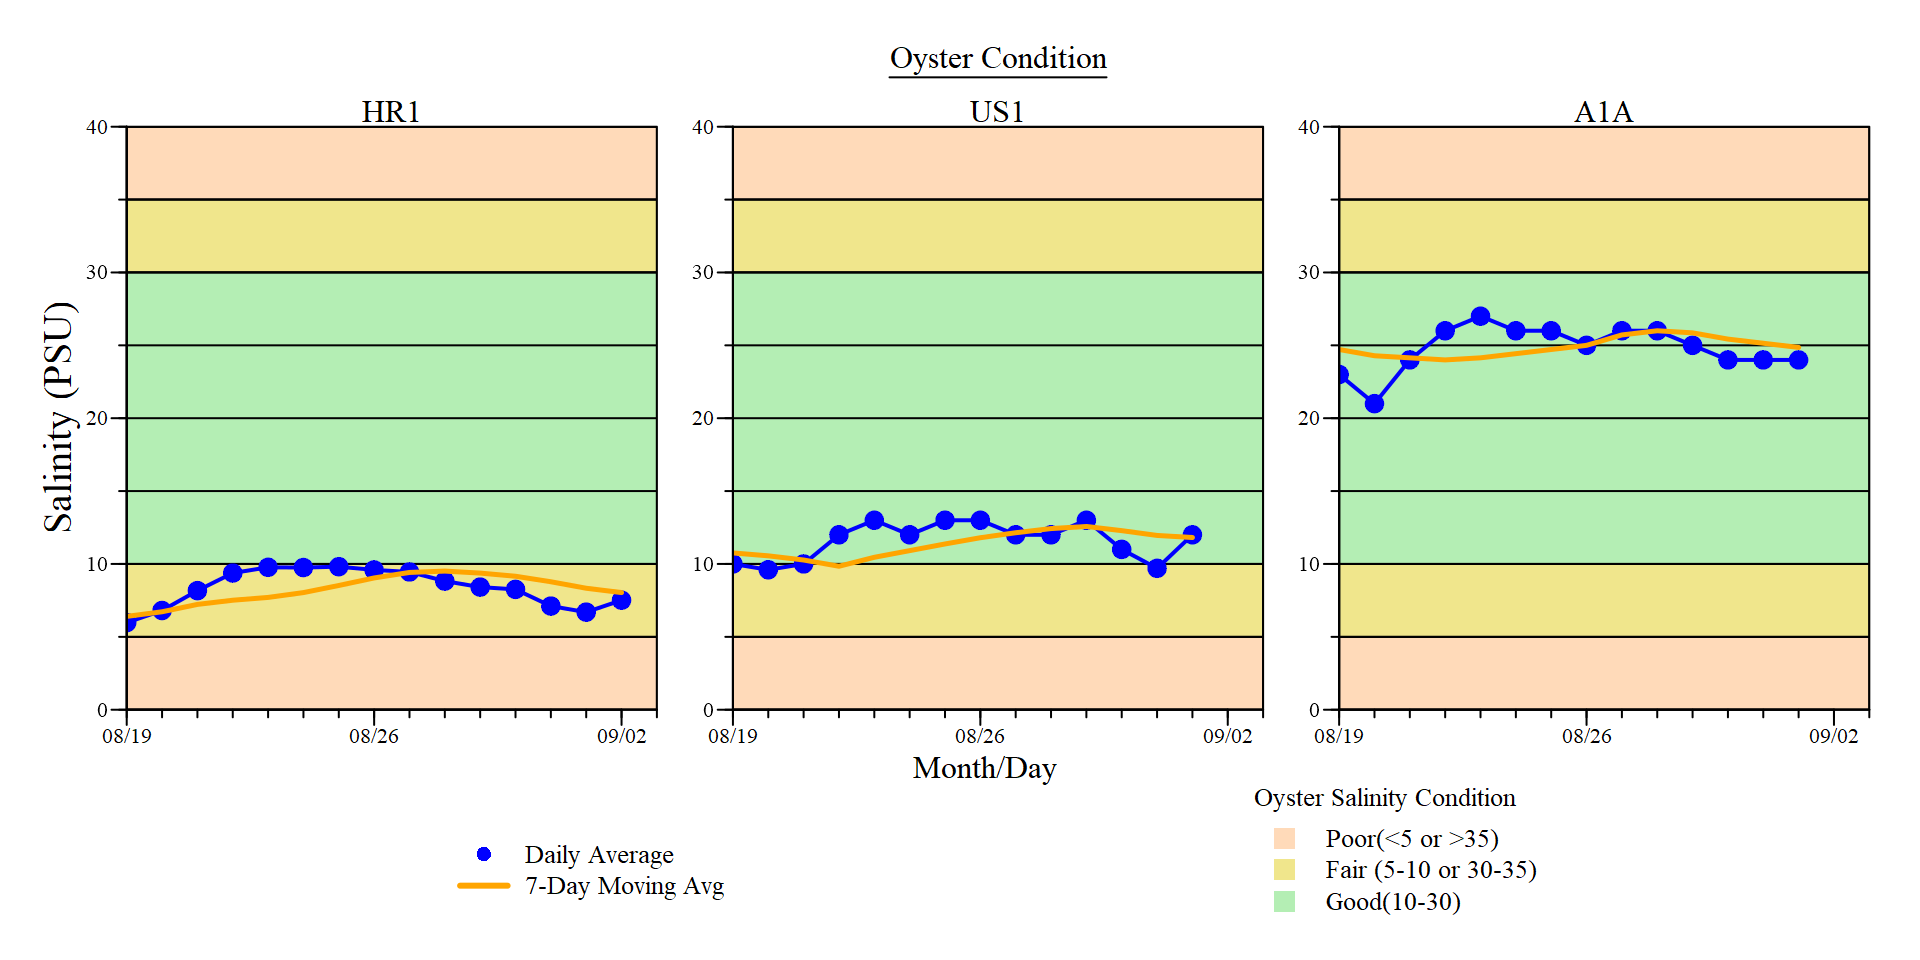 Oyster Condition
HR1
US1
A1A
Salinity (PSU)
40
30
20
10
0
08/19
08/26
09/02
40
30
20
10
0
08/19
08/26
09/02
40
30
20
10
0
08/19
08/26
09/02
Month/Day
Daily Average
7-Day Moving Avg
Oyster Salinity Condition
Poor(<5 or >35)
Fair (5-10 or 30-35)
Good(10-30)